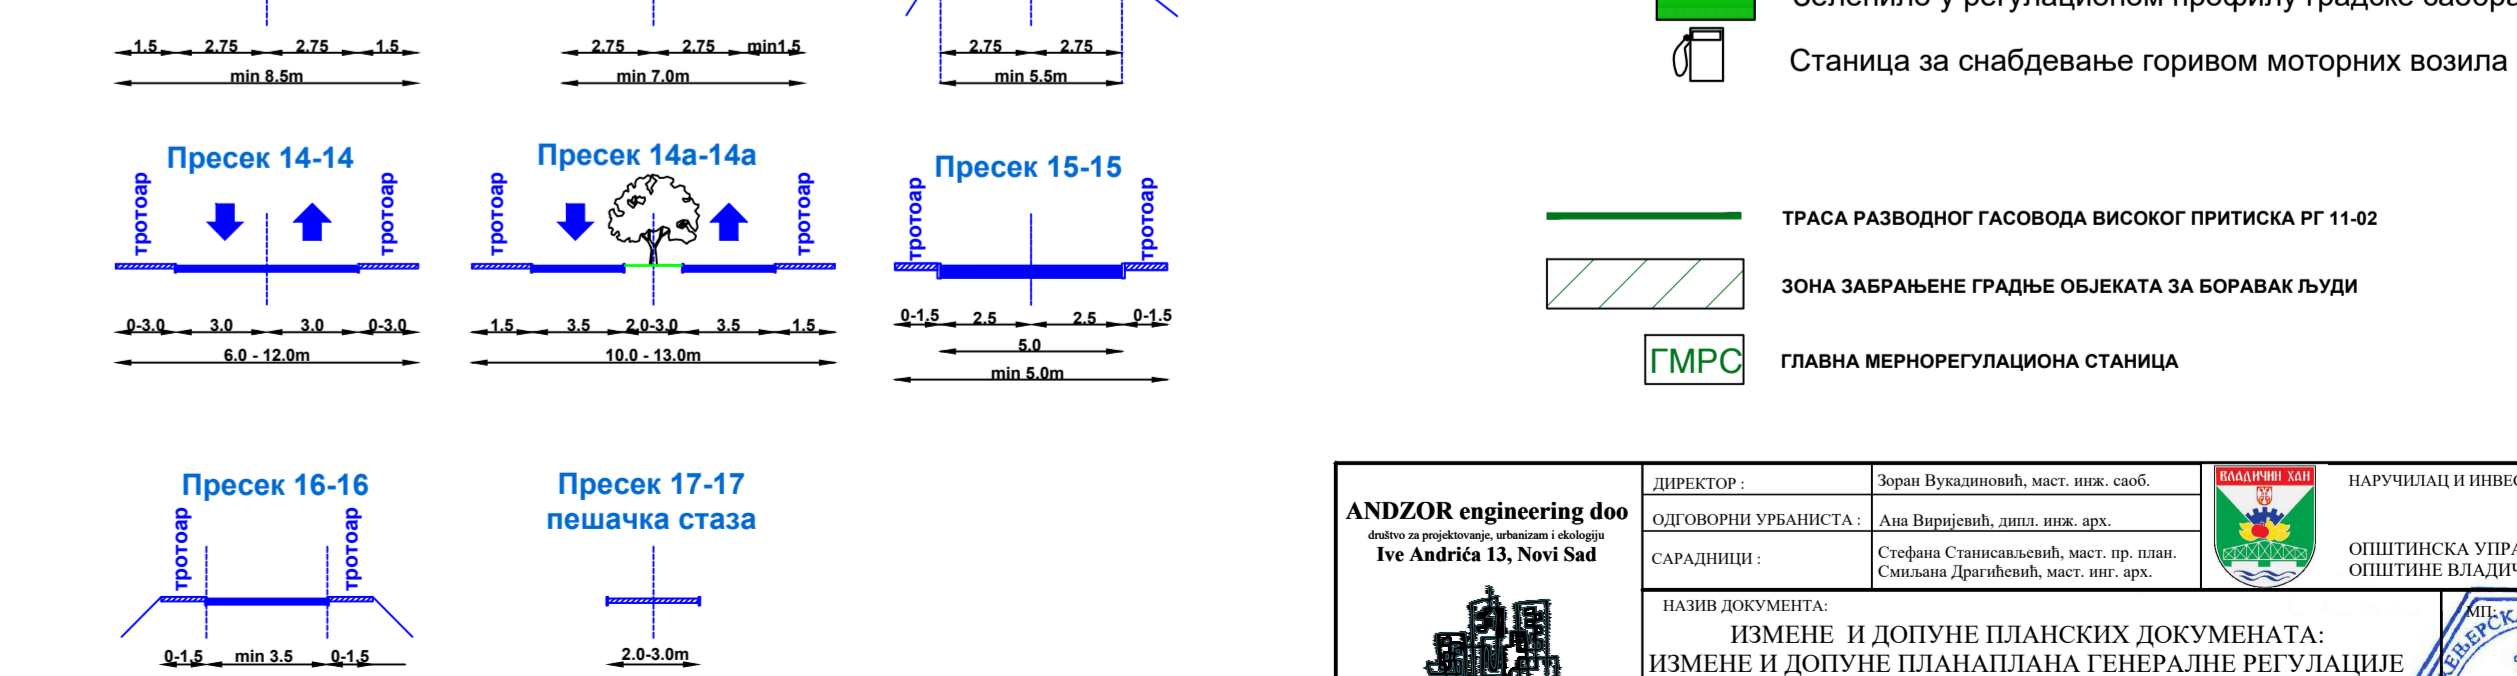 1.5 2.75 2.75 1.5
min 8.5m
2.75 2.75 min1.5
min 7.0m
2.75 2.75
min 5.5m
Станица за снабдевање горивом моторних возила
Пресек 14-14
тротоар
тротоар
0-3.0 3.0 3.0 0-3.0
6.0 - 12.0m
Пресек 14а-14а
тротоар
тротоар
1.5 3.5 2.0-3.0 3.5 1.5
10.0 - 13.0m
Пресек 15-15
тротоар
тротоар
0-1.5 2.5 2.5 0-1.5
5.0
min 5.0m
ТРАСА РАЗВОДНОГ ГАСОВОДА ВИСОКОГ ПРИТИСКА РГ 11-02
ЗОНА ЗАБРАЊЕНЕ ГРАДЊЕ ОБЈЕКАТА ЗА БОРАВАК ЉУДИ
ГМРС
ГЛАВНА МЕРНОРЕГУЛАЦИОНА СТАНИЦА
Пресек 16-16
тротоар
тротоар
0-1.5 min 3.5 0-1.5
Пресек 17-17
пешачка стаза
2.0-3.0m
ANDZOR engineering doo
društvo za projektovanje, urbanizam i ekologiju
Ive Andrića 13, Novi Sad
ДИРЕКТОР :
Зоран Вукадиновић, маст. инж. саоб.
ОДГОВОРНИ УРБАНИСТА :
Ана Виријевић, дипл. инж. арх.
САРАДНИЦИ :
Стефана Станисављевић, маст. пр. план.
Смиљана Драгићевић, маст. инг. арх.
ВЛАДИЧИН ХАН
НАРУЧИЛАЦ И
ОПШТИНСКА
ОПШТИНЕ
НАЗИВ ДОКУМЕНТА:
ИЗМЕНЕ И ДОПУНЕ ПЛАНСКИХ ДОКУМЕНАТА:
ИЗМЕНЕ И ДОПУНЕ ПЛАНАПЛАНА ГЕНЕРАЛНЕ РЕГУЛАЦИЈЕ
МП: